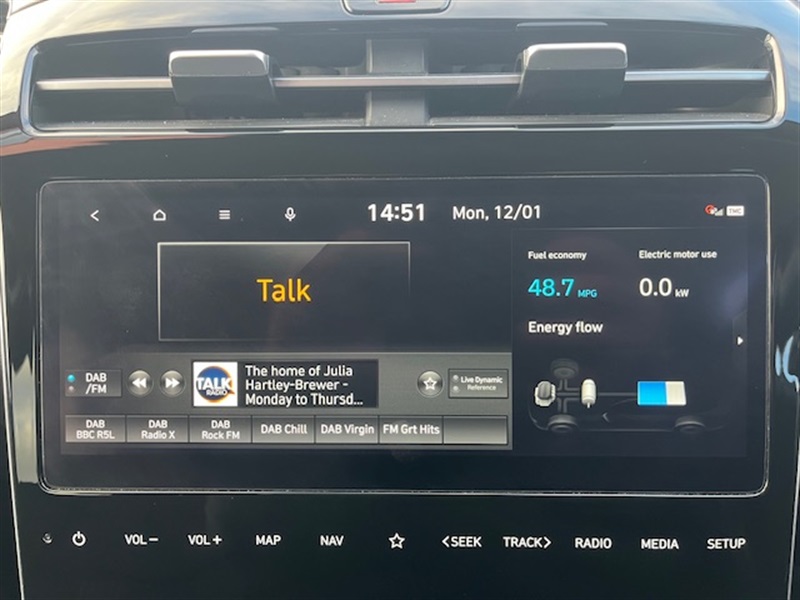 14:51 Mon, 12/01 TMC
Fuel economy Electric motor use
48.7 MPG 0.0 kW
Talk
Energy flow
DAB
/FM
TALK
RADIO
The home of Julia
Hartley-Brewer -
Monday to Thursd...
Live Dynamic
Reference
DAB
BBC R5L
DAB
Radio X
DAB
Rock FM
DAB Chill
DAB Virgin
FM Grt Hits
VOL− VOL+ MAP NAV <SEEK TRACK> RADIO MEDIA SETUP